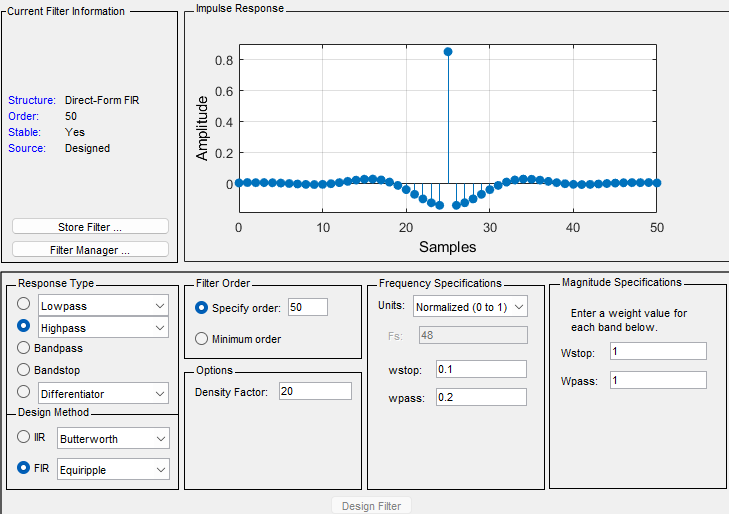 Current Filter Information
Structure: Direct-Form FIR
Order: 50
Stable: Yes
Source: Designed
Store Filter ...
Filter Manager ...
Impulse Response
Amplitude
0.8
0.6
0.4
0.2
0
0 10 20 30 40 50
Samples
Response Type
Lowpass
Highpass
Bandpass
Bandstop
Differentiator
Design Method
IIR Butterworth
FIR Equiripple
Filter Order
Specify order: 50
Minimum order
Options
Density Factor: 20
Frequency Specifications
Units: Normalized (0 to 1)
Fs: 48
wstop: 0.1
wpass: 0.2
Magnitude Specifications
Enter a weight value for
each band below.
Wstop: 1
Wpass: 1
Design Filter